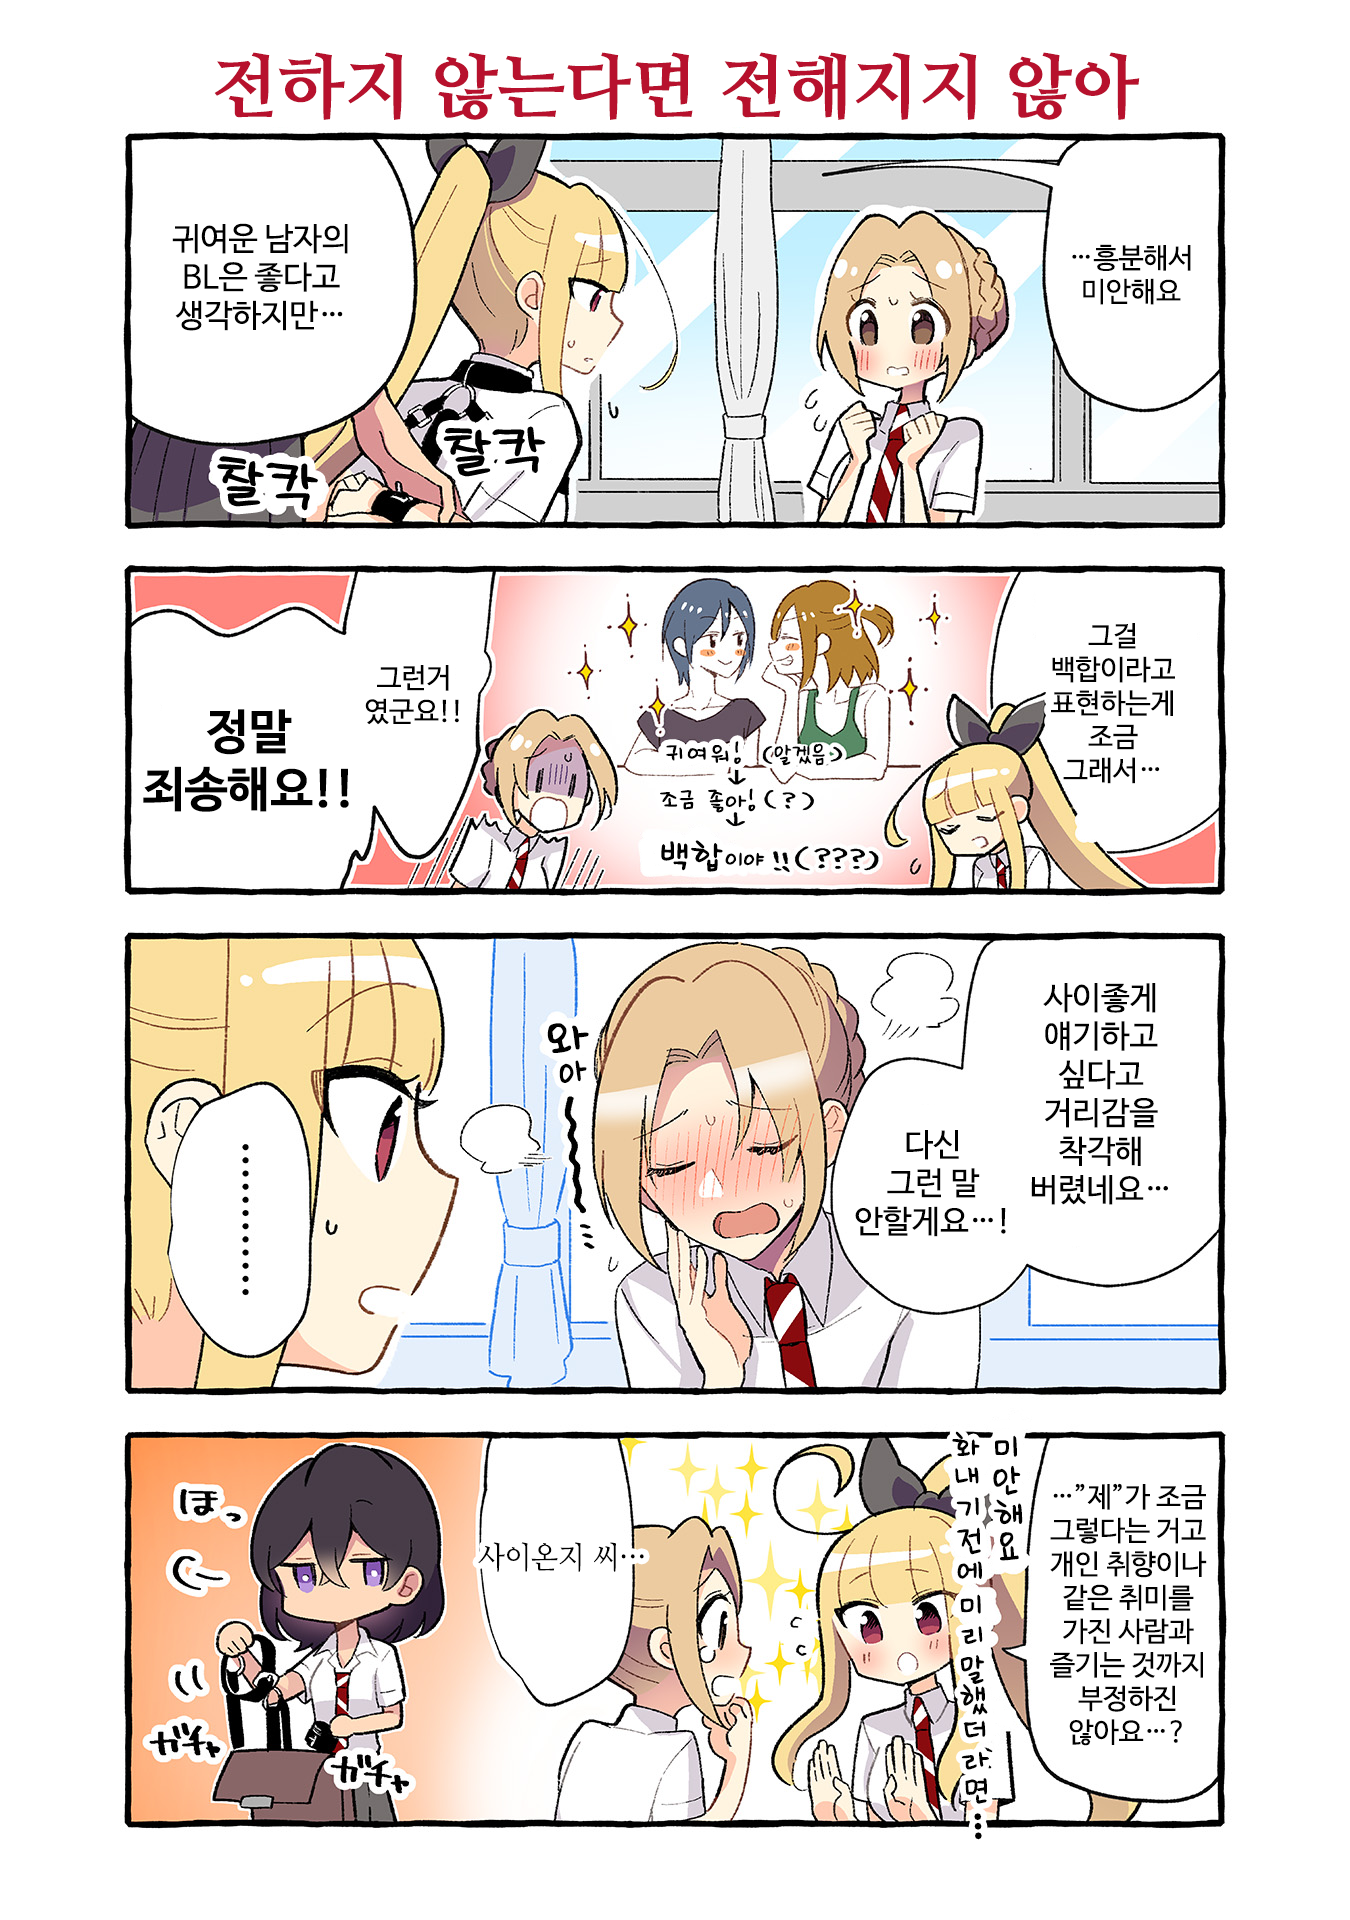 전하지 않는다면 전해지지 않아
…흥분해서
미안해요
귀여운 남자의
BL은 좋다고
생각하지만…
찰칵
찰칵
그걸
백합이라고
표현하는게
조금
그래서…
귀여워! (알겠음)
↓
조금 좋아! (?)
↓
백합이야!! (???)
그런거
였군요!!
정말
죄송해요!!
사이좋게
얘기하고
싶다고
거리감을
착각해
버렸네요…
다신
그런 말
안할게요…!
와아
…………
…"제"가 조금
그렇다는 거고
개인 취향이나
같은 취미를
가진 사람과
즐기는 것까지
부정하진
않아요…?
미안해요
화내기전에미리말했더라면…
사이온지 씨…
ほっ
ガチャ
ガチャ